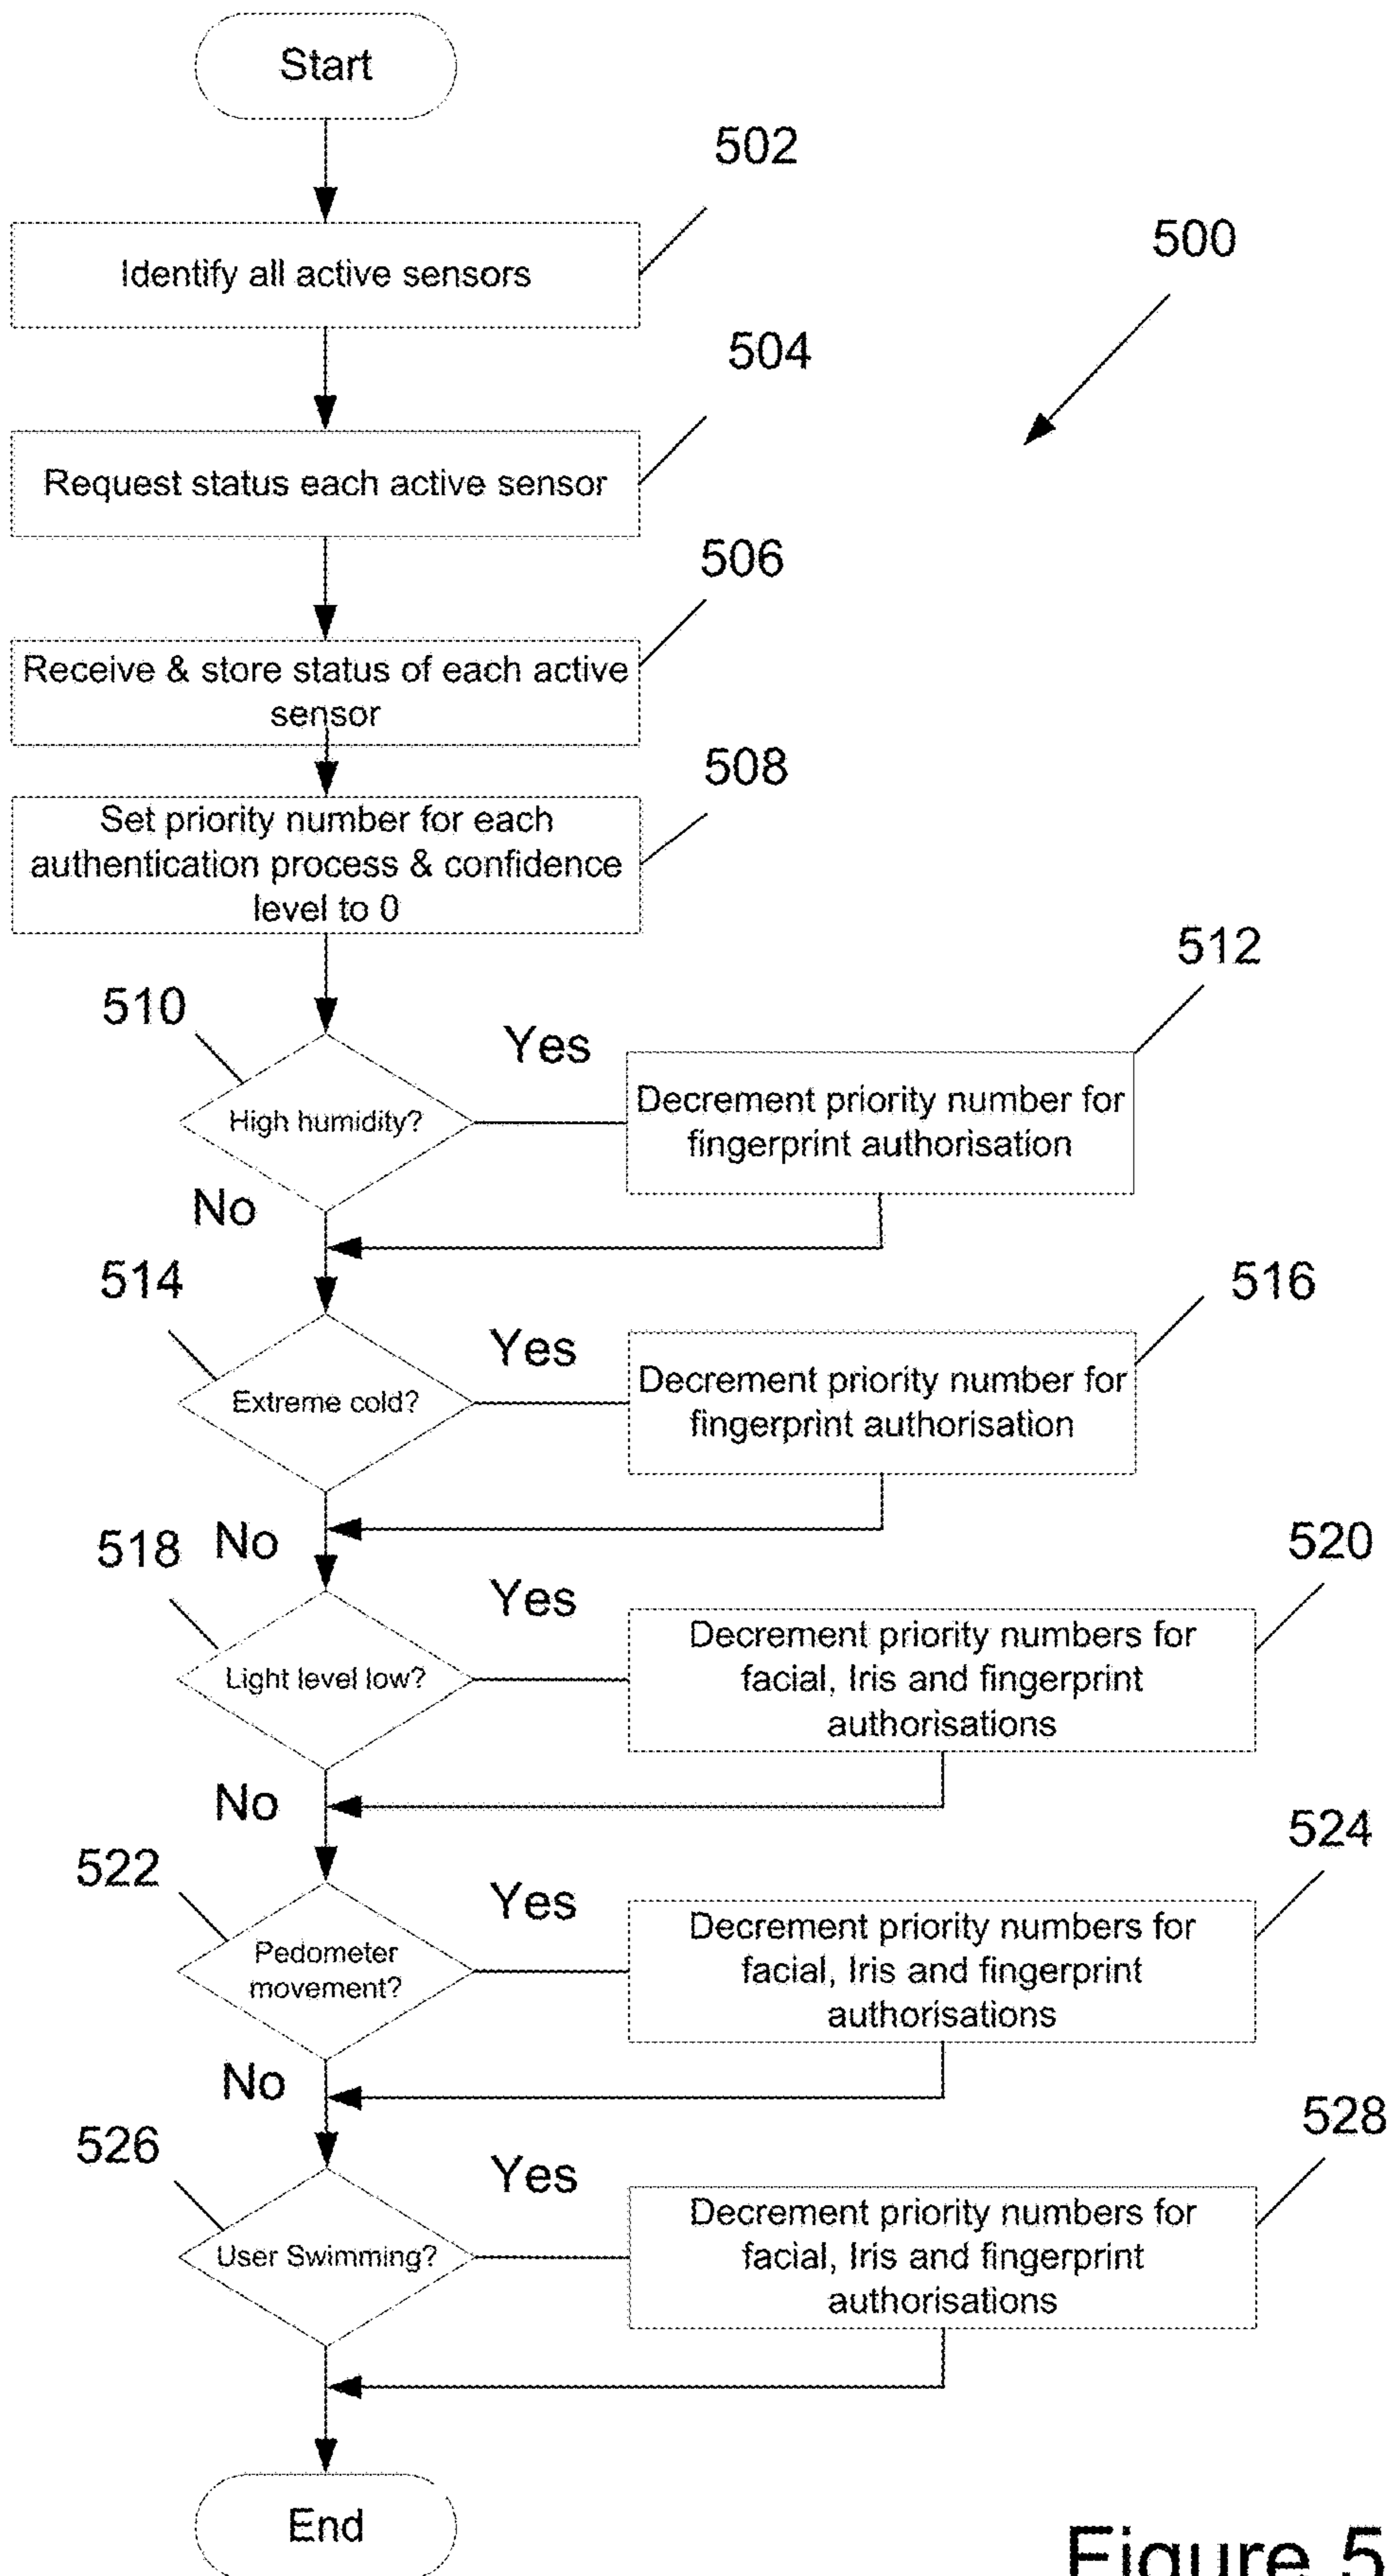 Start
502
500
Identify all active sensors
504
Request status each active sensor
506
Receive & store status of each active
sensor
508
Set priority number for each
authentication process & confidence
level to 0
512
510
Yes
High humidity?
Decrement priority number for
fingerprint authorisation
No
514
516
Yes
Extreme cold?
Decrement priority number for
fingerprint authorisation
No
518
520
Yes
Light level low?
Decrement priority numbers for
facial, Iris and fingerprint
authorisations
No
522
524
Yes
Pedometer
movement?
Decrement priority numbers for
facial, Iris and fingerprint
authorisations
No
526
528
Yes
User Swimming?
Decrement priority numbers for
facial, Iris and fingerprint
authorisations
End
Figure 5